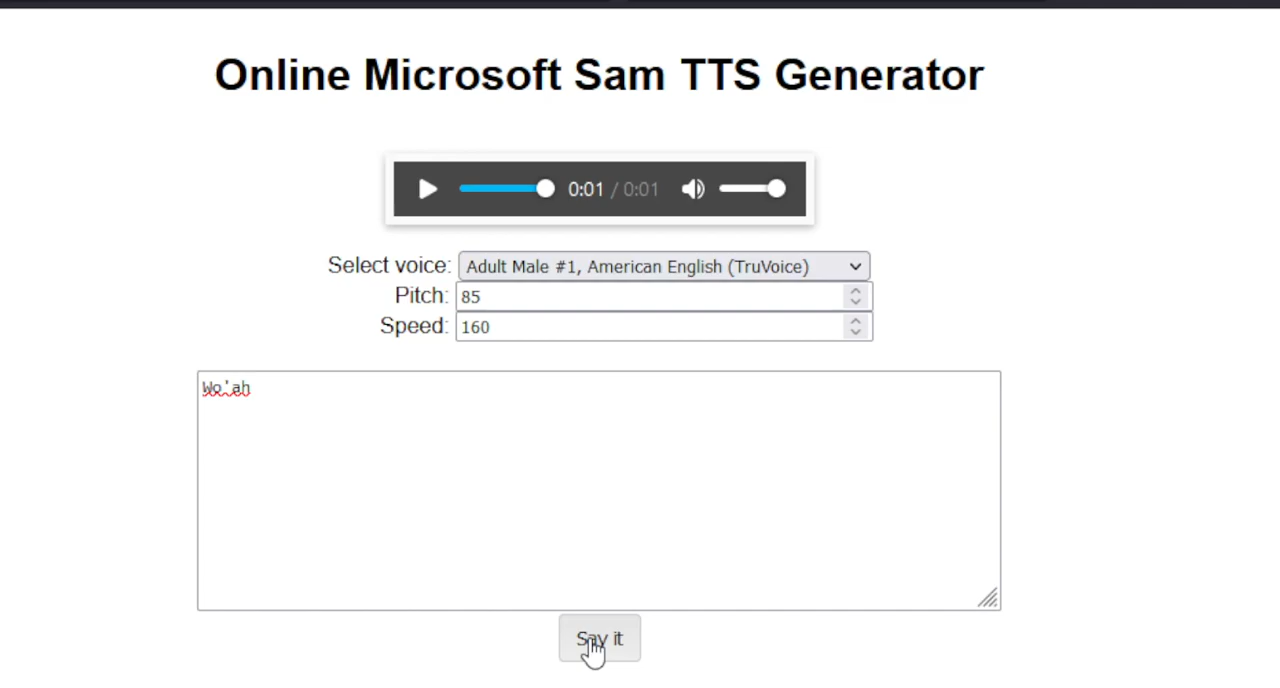 Online Microsoft Sam TTS Generator
0:01 / 0:01
Select voice: Adult Male #1, American English (TruVoice)
Pitch: 85
Speed: 160
Wo'ah
Say it